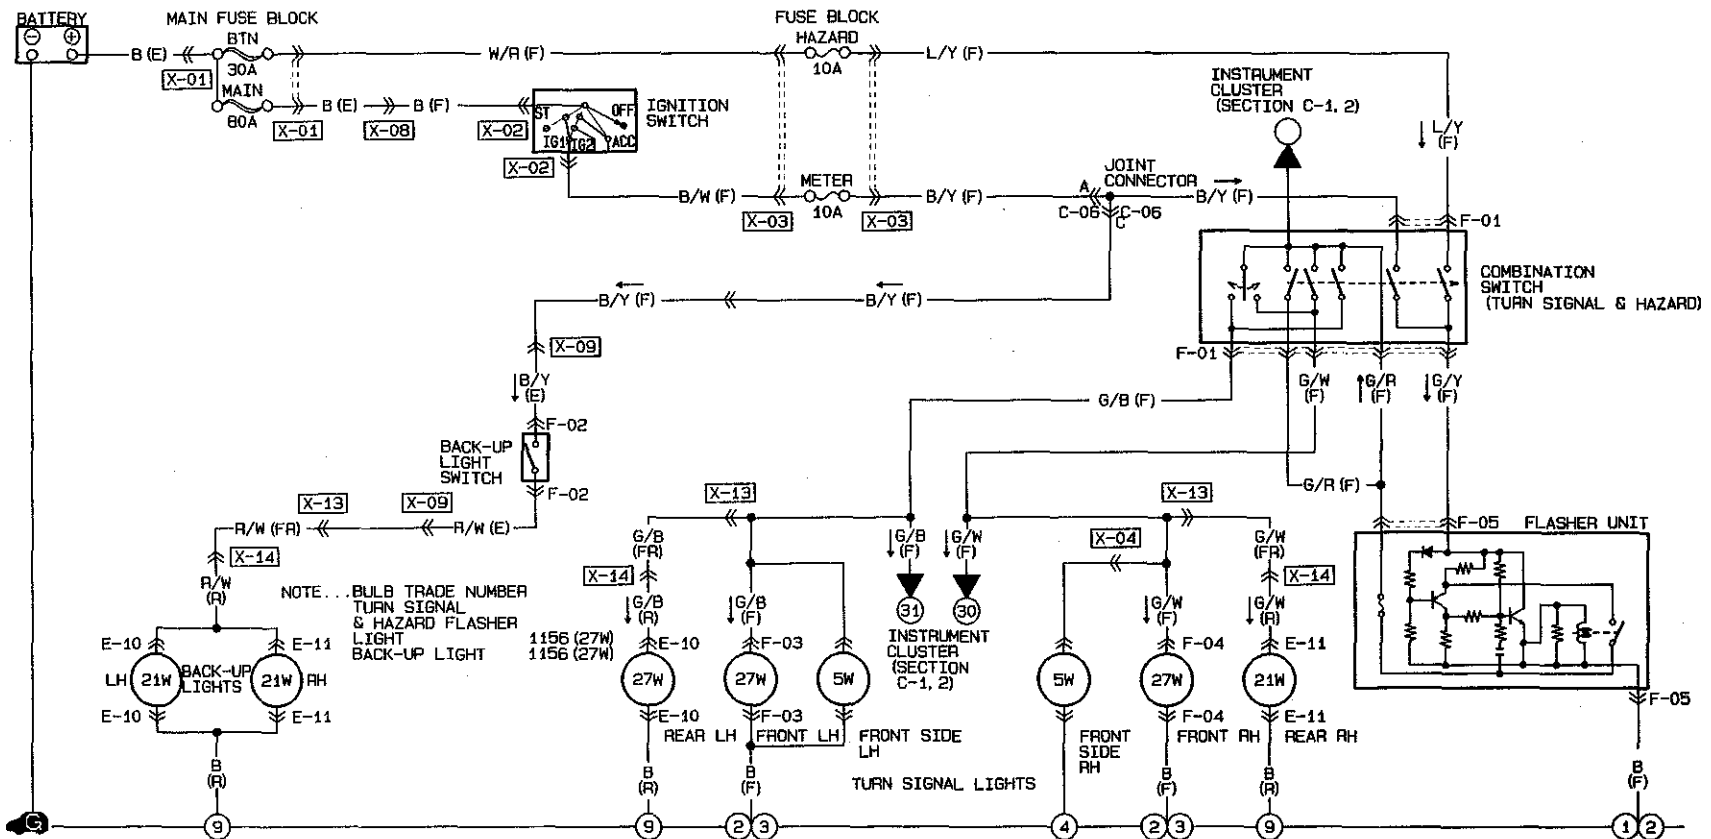 BATTERY
MAIN FUSE BLOCK
FUSE BLOCK
BTN
HAZARD
B (E)
W/R (F)
L/Y (F)
30A
10A
X-01
MAIN
80A
B (E)
B (F)
X-01
X-08
X-02
ST
OFF
IG1
IG2
ACC
IGNITION
SWITCH
X-02
INSTRUMENT
CLUSTER
(SECTION C-1, 2)
L/Y
(F)
B/W (F)
METER
10A
B/Y (F)
X-03
X-03
A
JOINT
CONNECTOR
B/Y (F)
C-06
C-06
C
F-01
COMBINATION
SWITCH
(TURN SIGNAL & HAZARD)
B/Y (F)
B/Y (F)
X-09
F-01
B/Y
(E)
G/B (F)
G/W
(F)
G/R
(F)
G/Y
(F)
F-02
BACK-UP
LIGHT
SWITCH
F-02
G/R (F)
X-13
X-09
R/W (FR)
R/W (E)
X-13
X-13
X-14
R/W
(R)
G/B
(FR)
G/B
(F)
G/W
(F)
X-04
G/W
(FR)
F-05
FLASHER UNIT
X-14
G/B
(R)
G/B
(F)
G/W
(F)
X-14
G/W
(R)
NOTE...BULB TRADE NUMBER
TURN SIGNAL
& HAZARD FLASHER
LIGHT 1156 (27W)
BACK-UP LIGHT 1156 (27W)
31
30
INSTRUMENT
CLUSTER
(SECTION
C-1, 2)
E-10
E-11
E-10
F-03
F-04
E-11
LH
21W
BACK-UP
LIGHTS
21W
RH
27W
27W
5W
5W
27W
21W
E-10
E-11
E-10
F-03
F-04
E-11
F-05
REAR LH
FRONT LH
FRONT SIDE
LH
FRONT
SIDE
RH
FRONT RH
REAR RH
TURN SIGNAL LIGHTS
B
(R)
B
(R)
B
(F)
B
(F)
B
(R)
B
(F)
G
9
9
2
3
4
2
3
9
1
2